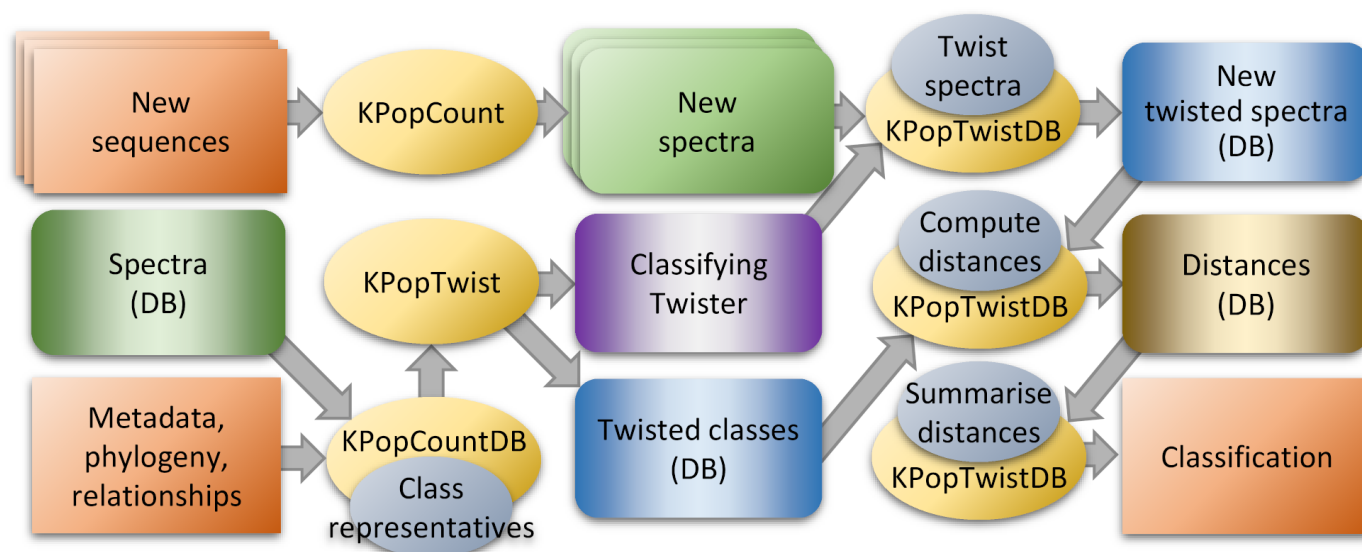 New
sequences
KPopCount
New
spectra
Twist
spectra
KPopTwistDB
New
twisted spectra
(DB)
Spectra
(DB)
KPopTwist
Classifying
Twister
Compute
distances
KPopTwistDB
Distances
(DB)
Metadata,
phylogeny,
relationships
KPopCountDB
Class
representatives
Twisted classes
(DB)
Summarise
distances
KPopTwistDB
Classification